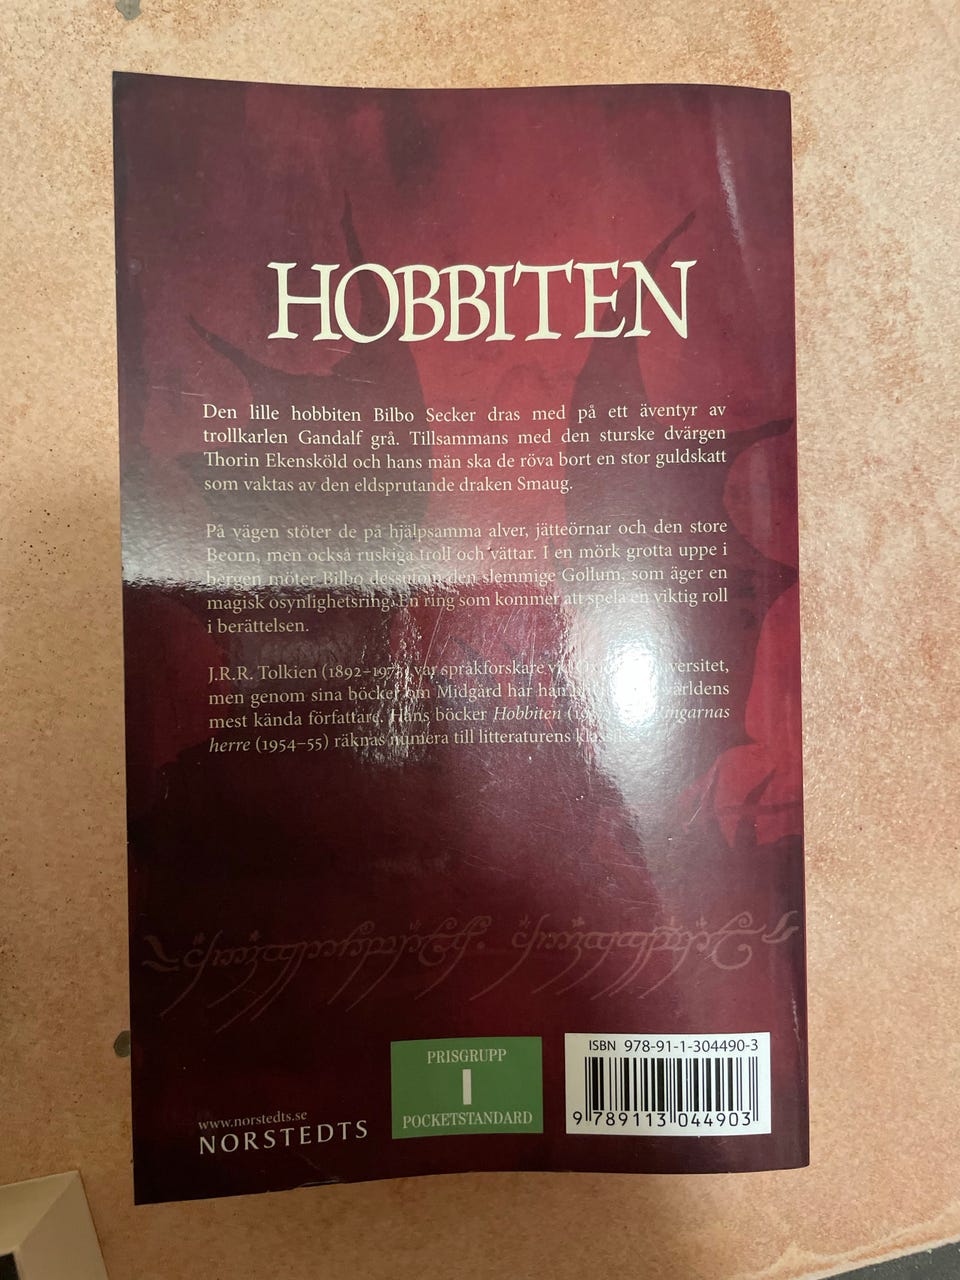 HOBBITEN
Den lille hobbiten Bilbo Secker dras med på ett äventyr av
trollkarlen Gandalf grå. Tillsammans med den sturske dvärgen
Thorin Ekensköld och hans män ska de röva bort en stor guldskatt
som vaktas av den eldsprutande draken Smaug.
På vägen stöter de på hjälpsamma alver, jätteörnar och den store
Beorn, men också ruskiga troll och vättar. I en mörk grotta uppe i
bergen möter Bilbo dessutom den slemmige Gollum, som äger en
magisk osynlighetsring. En ring som kommer att spela en viktig roll
i berättelsen.
J.R.R. Tolkien (1892–1973) var språkforskare vid
men genom sina böcker om Midgård har han världens
mest kända författare. Hans böcker Hobbiten
herre (1954–55) räknas numera till litteraturens
www.norstedts.se
NORSTEDTS
PRISGRUPP
I
POCKETSTANDARD
ISBN 978-91-1-304490-3
9 789113 044903